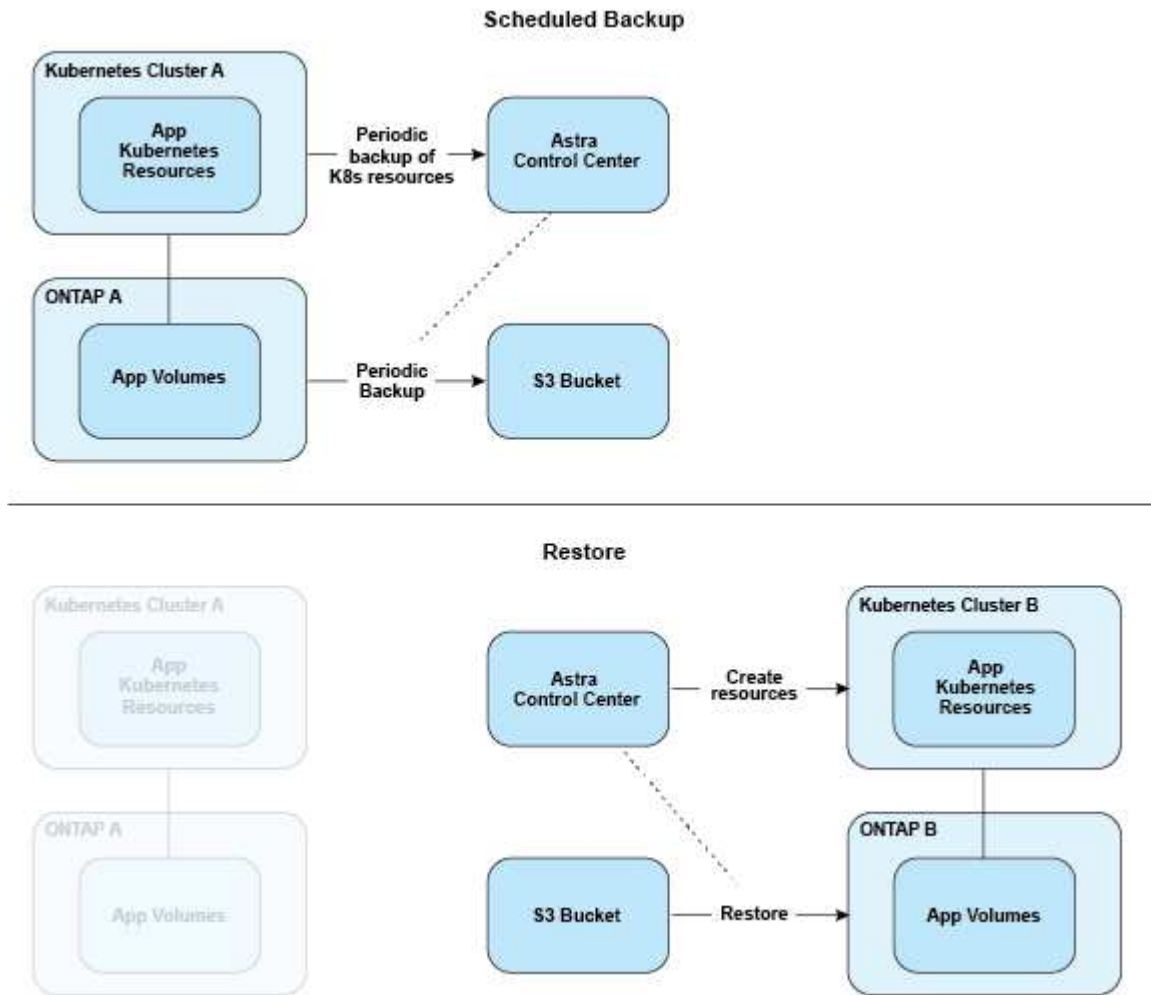 Scheduled Backup
Kubernetes Cluster A
App
Kubernetes
Resources
Periodic
backup of
K8s resources
Astra
Control Center
ONTAP A
App Volumes
Periodic
Backup
S3 Bucket
Restore
Kubernetes Cluster A
App
Kubernetes
Resources
Astra
Control Center
Create
resources
Kubernetes Cluster B
App
Kubernetes
Resources
ONTAP A
App Volumes
S3 Bucket
Restore
ONTAP B
App Volumes